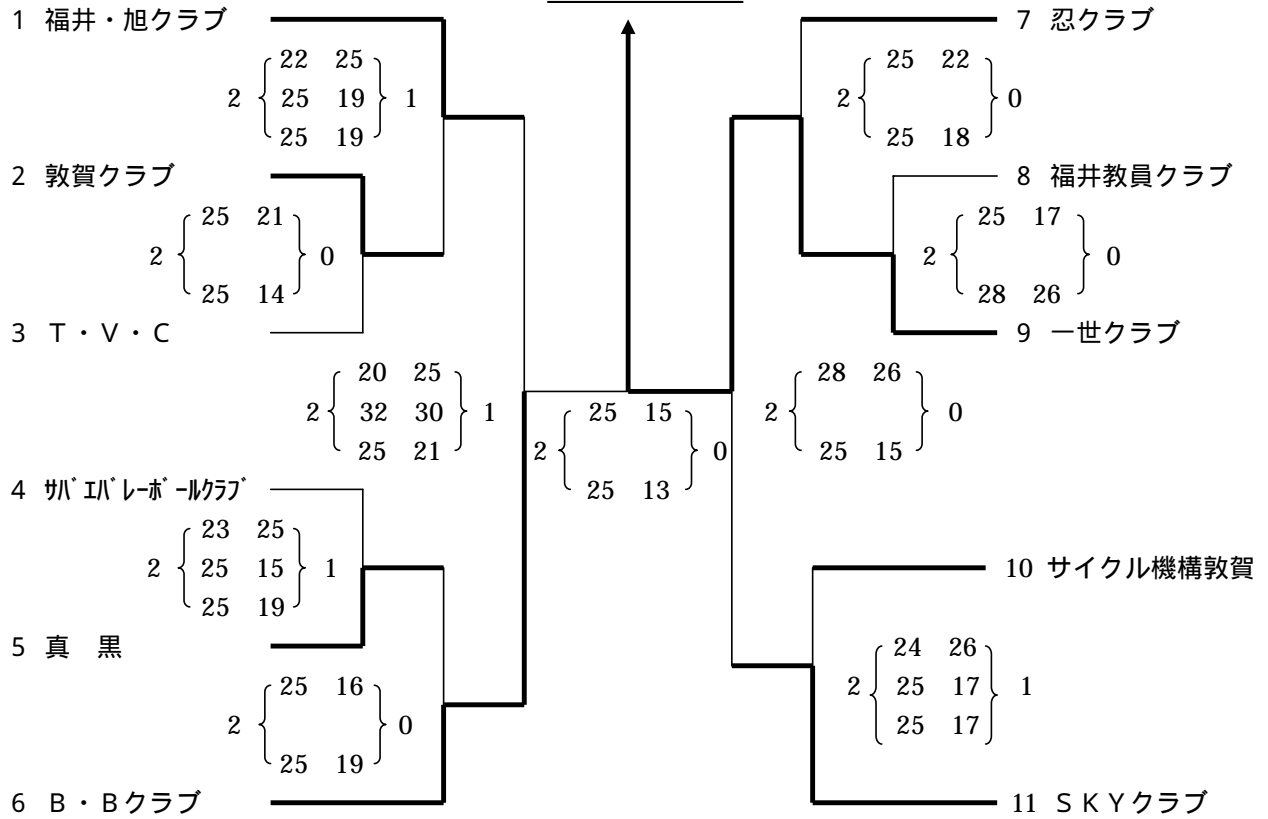 1 福井・旭クラブ
22 25
2 25 19 1
25 19
2 敦賀クラブ
25 21
2 0
25 14
3 T・V・C
20 25
2 32 30 1
25 21
4 ｻﾊﾞｴﾊﾞﾚｰﾎﾞｰﾙｸﾗﾌﾞ
23 25
2 25 15 1
25 19
5 真 黒
25 16
2 0
25 19
6 B・Bクラブ
25 15
2 0
25 13
7 忍クラブ
25 22
2 0
25 18
8 福井教員クラブ
25 17
2 0
28 26
9 一世クラブ
28 26
2 0
25 15
10 サイクル機構敦賀
24 26
2 25 17 1
25 17
11 SKYクラブ